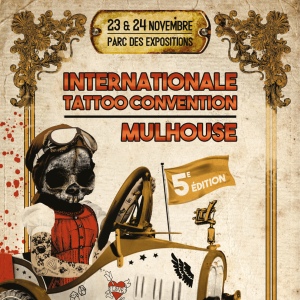 23 & 24 NOVEMBRE
PARC DES EXPOSITIONS
INTERNATIONALE
TATTOO CONVENTION
MULHOUSE
5E
ÉDITION